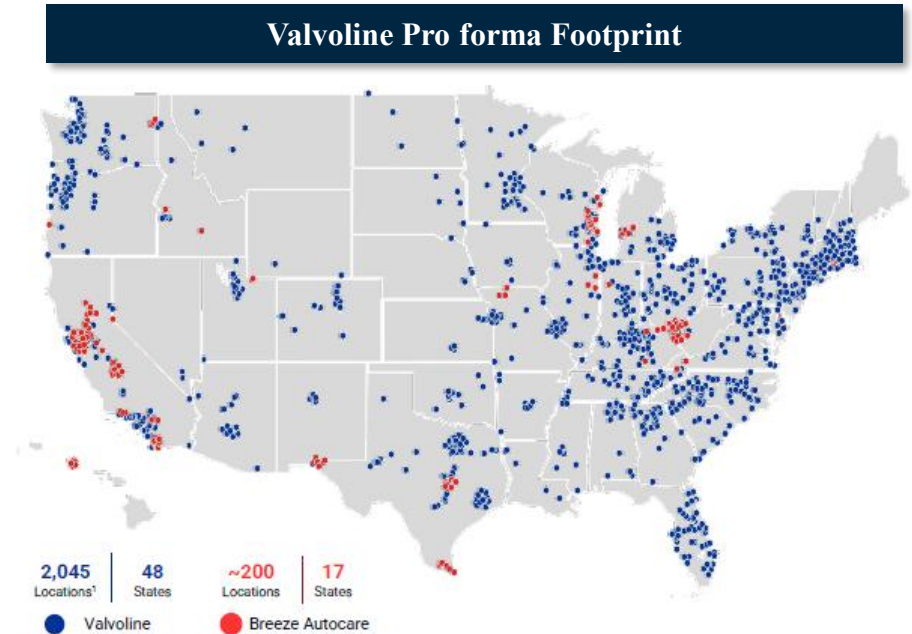 Valvoline Pro forma Footprint
2,045 48 ~200 17
Locations¹ States Locations States
Valvoline Breeze Autocare